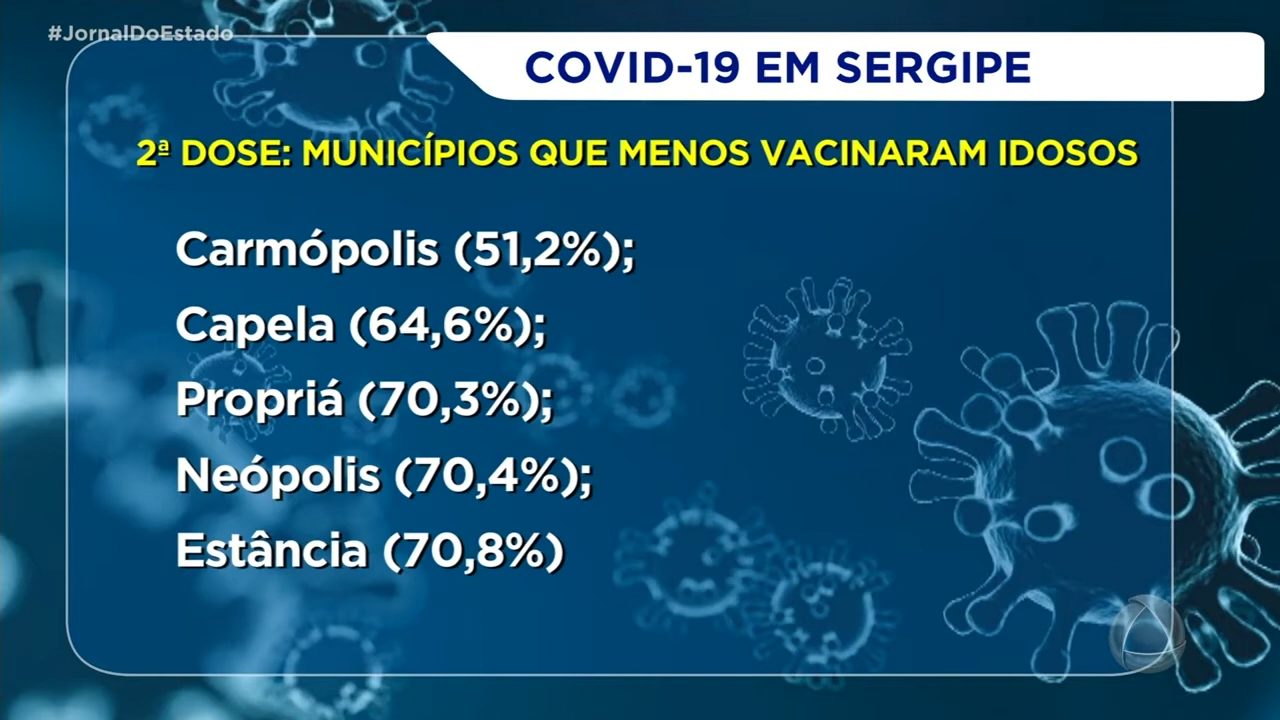 #JornalDoEstado
COVID-19 EM SERGIPE
2ª DOSE: MUNICÍPIOS QUE MENOS VACINARAM IDOSOS
Carmópolis (51,2%);
Capela (64,6%);
Propriá (70,3%);
Neópolis (70,4%);
Estância (70,8%)